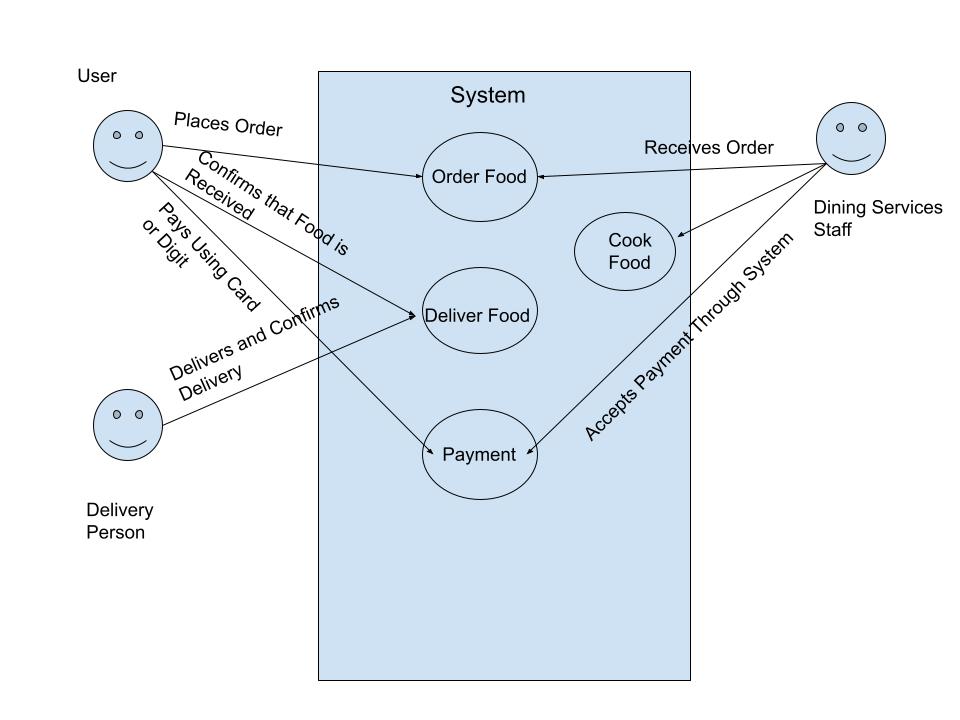 User
System
Places Order
Receives Order
Order Food
Confirms that Food is
Received
Dining Services
Staff
Cook
Food
Pays Using Card
or Digit
Deliver Food
Delivers and Confirms
Delivery
Accepts Payment Through System
Payment
Delivery
Person